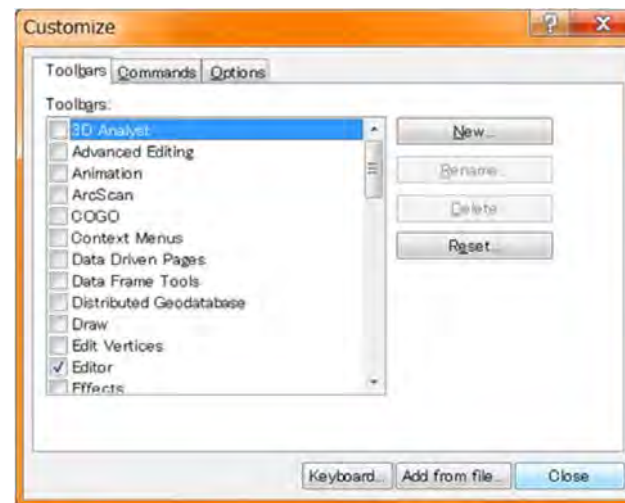 Customize
Toolbars Commands Options
Toolbars:
3D Analyst
Advanced Editing
Animation
ArcScan
COGO
Context Menus
Data Driven Pages
Data Frame Tools
Distributed Geodatabase
Draw
Edit Vertices
Editor
Effects
New...
Rename...
Delete
Reset...
Keyboard... Add from file... Close